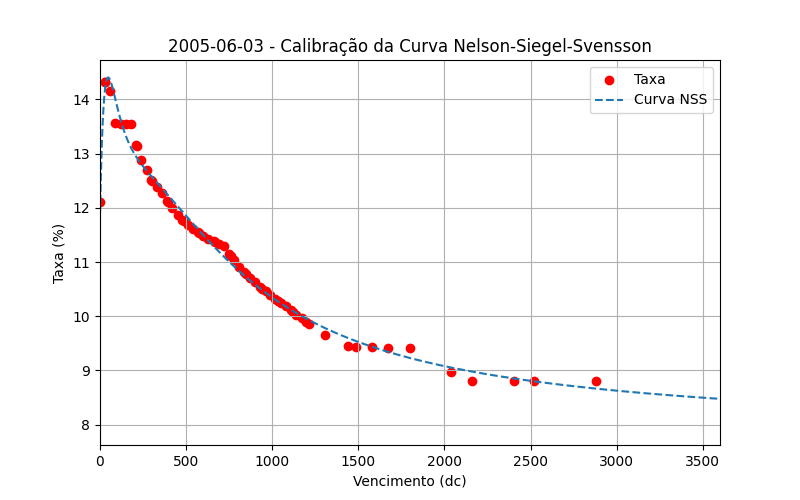 2005-06-03 - Calibração da Curva Nelson-Siegel-Svensson
Taxa
Curva NSS
Taxa (%)
14
13
12
11
10
9
8
0 500 1000 1500 2000 2500 3000 3500
Vencimento (dc)